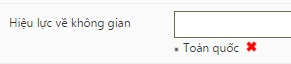 Hiệu lực về không gian
Toàn quốc